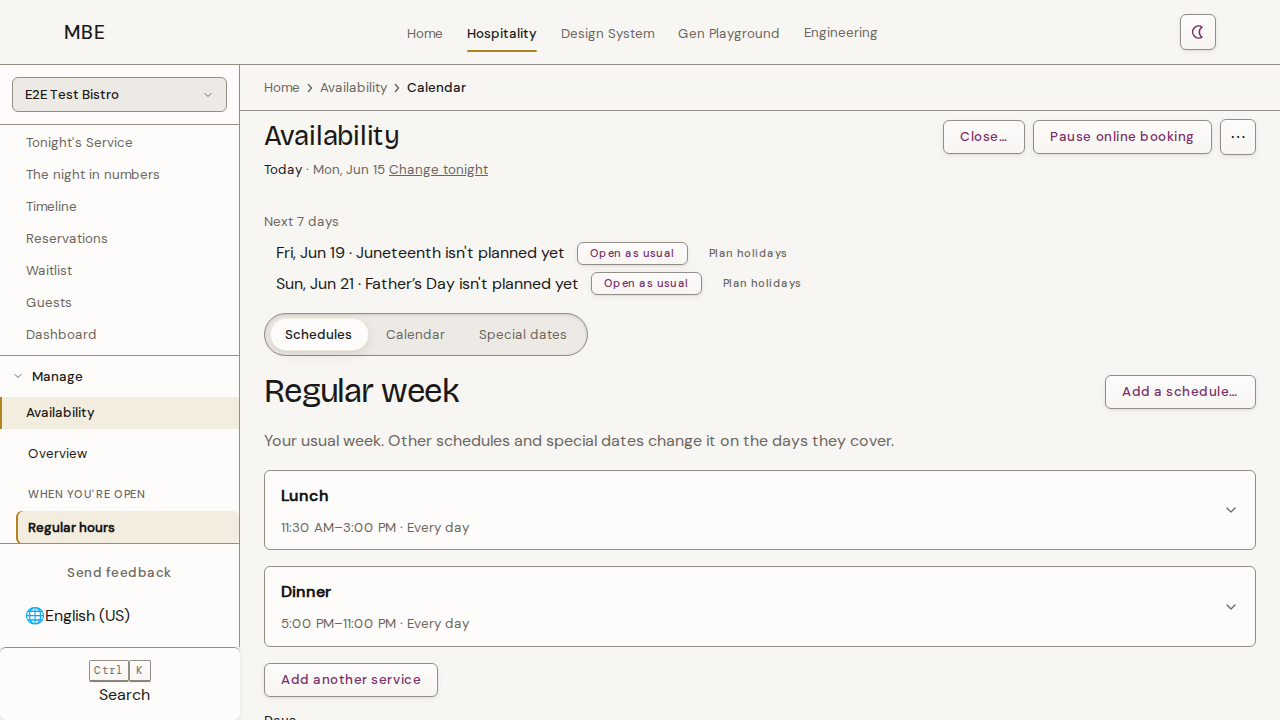 MBE
Home
Hospitality
Design System
Gen Playground
Engineering
E2E Test Bistro
Tonight's Service
The night in numbers
Timeline
Reservations
Waitlist
Guests
Dashboard
Manage
Availability
Overview
WHEN YOU'RE OPEN
Regular hours
Send feedback
English (US)
Ctrl K
Search
Home > Availability > Calendar
Availability
Close…
Pause online booking
Today · Mon, Jun 15 Change tonight
Next 7 days
Fri, Jun 19 · Juneteenth isn't planned yet
Open as usual
Plan holidays
Sun, Jun 21 · Father’s Day isn't planned yet
Open as usual
Plan holidays
Schedules
Calendar
Special dates
Regular week
Add a schedule…
Your usual week. Other schedules and special dates change it on the days they cover.
Lunch
11:30 AM–3:00 PM · Every day
Dinner
5:00 PM–11:00 PM · Every day
Add another service